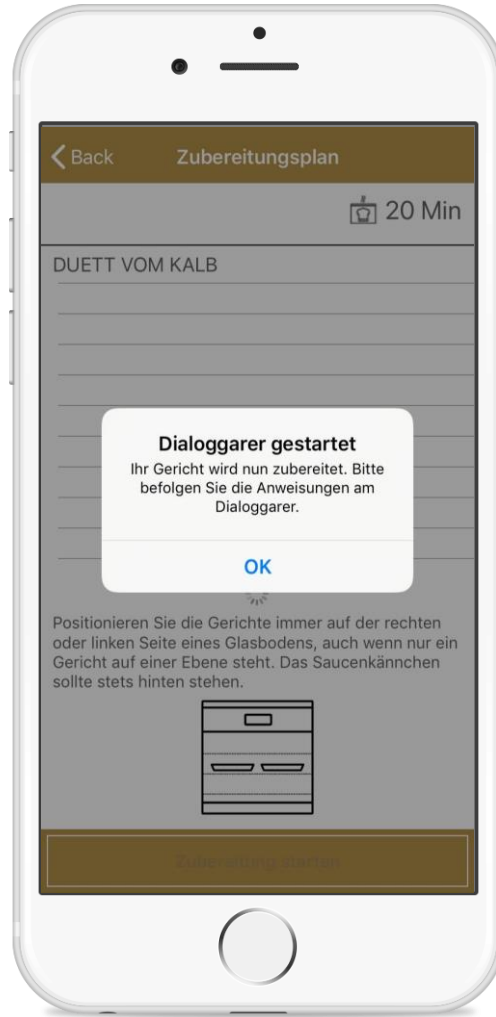 Back Zubereitungsplan
20 Min
DUETT VOM KALB
Dialoggarer gestartet
Ihr Gericht wird nun zubereitet. Bitte
befolgen Sie die Anweisungen am
Dialoggarer.
OK
Positionieren Sie die Gerichte immer auf der rechten
oder linken Seite eines Glasbodens, auch wenn nur ein
Gericht auf einer Ebene steht. Das Saucenkännchen
sollte stets hinten stehen.
Zubereitung starten